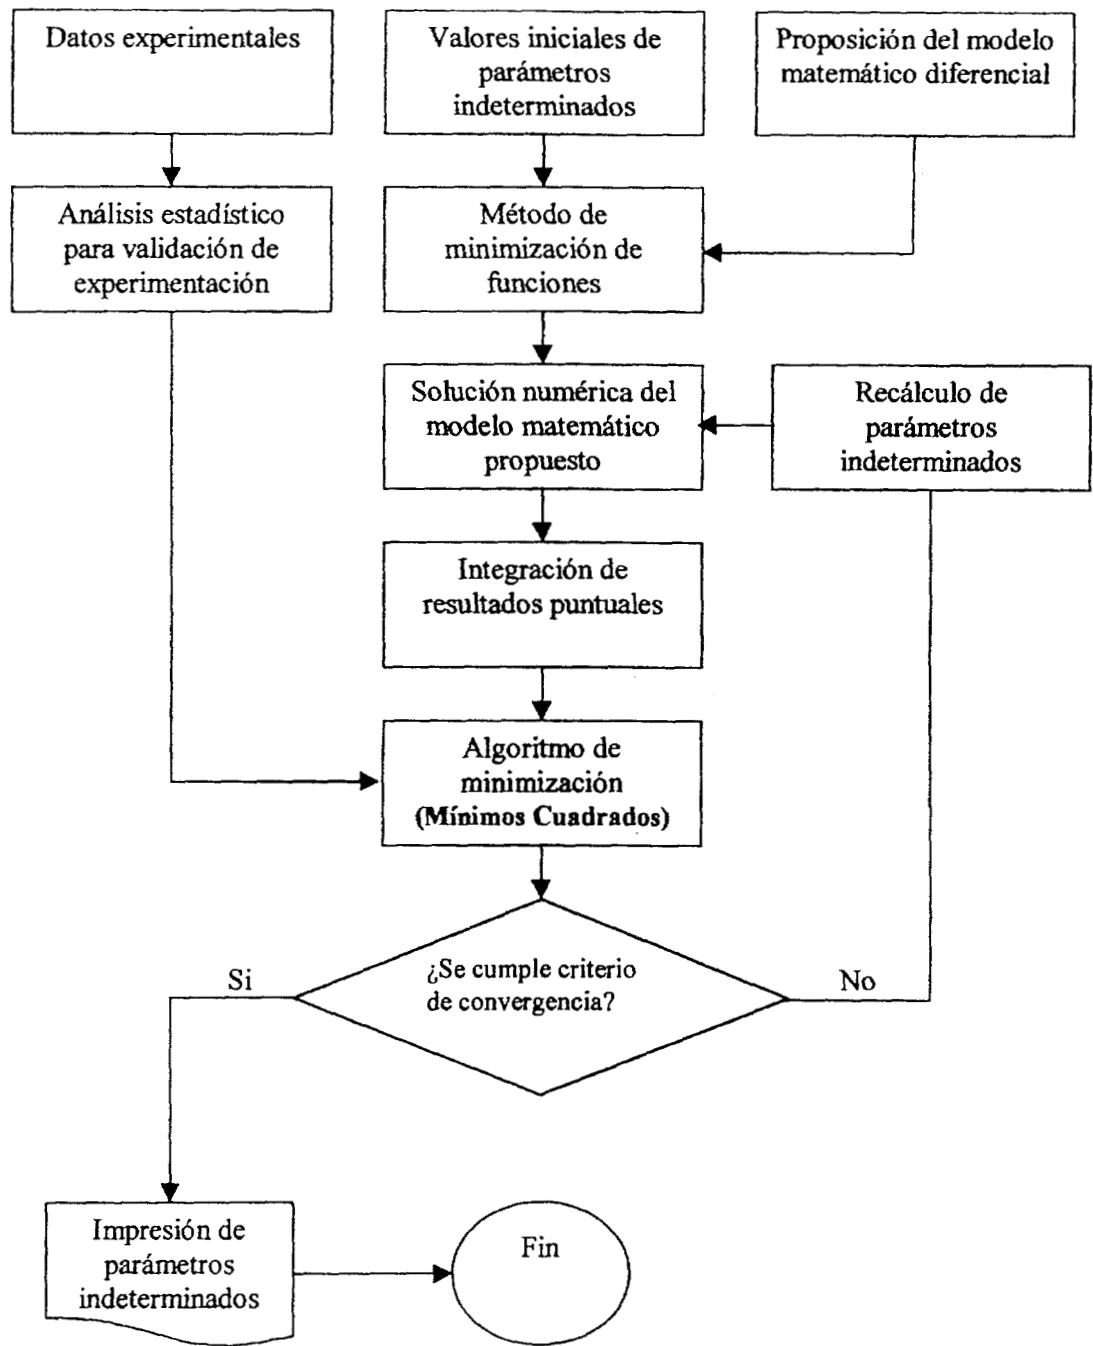 Datos experimentales
Valores iniciales de
parámetros
indeterminados
Proposición del modelo
matemático diferencial
Análisis estadístico
para validación de
experimentación
Método de
minimización de
funciones
Solución numérica del
modelo matemático
propuesto
Recálculo de
parámetros
indeterminados
Integración de
resultados puntuales
Algoritmo de
minimización
(Mínimos Cuadrados)
¿Se cumple criterio
de convergencia?
Si
No
Impresión de
parámetros
indeterminados
Fin